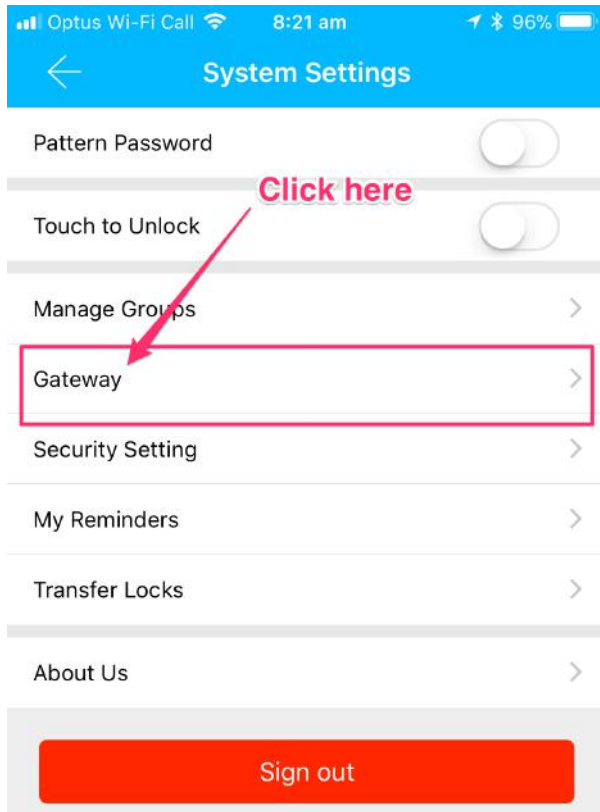 Optus Wi-Fi Call 8:21 am 96%
System Settings
Pattern Password
Click here
Touch to Unlock
Manage Groups
Gateway
Security Setting
My Reminders
Transfer Locks
About Us
Sign out